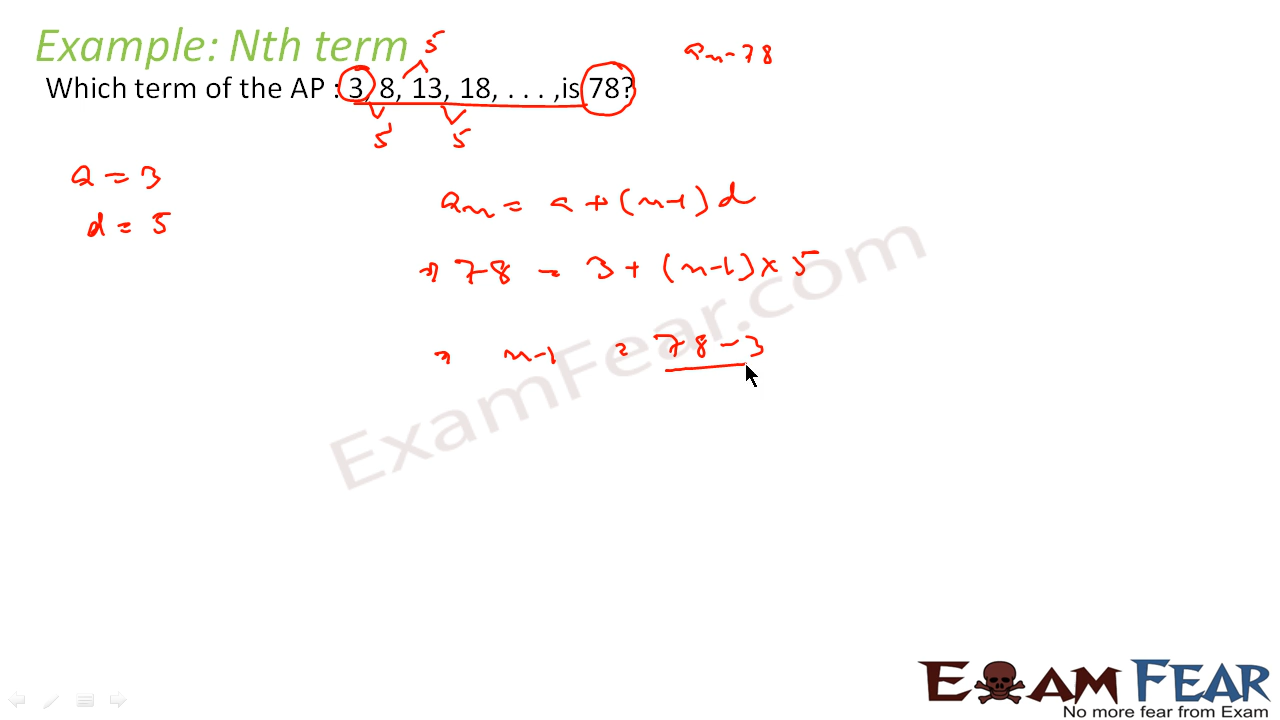 Example: Nth term
5
aₙ = 78
Which term of the AP : 3, 8, 13, 18, . . . ,is 78?
5 5
a = 3
aₙ = a + (n-1) d
d = 5
⇒ 78 = 3 + (n-1) × 5
⇒ n-1 = 78-3
ExamFear.com
EXAM FEAR
No more fear from Exam